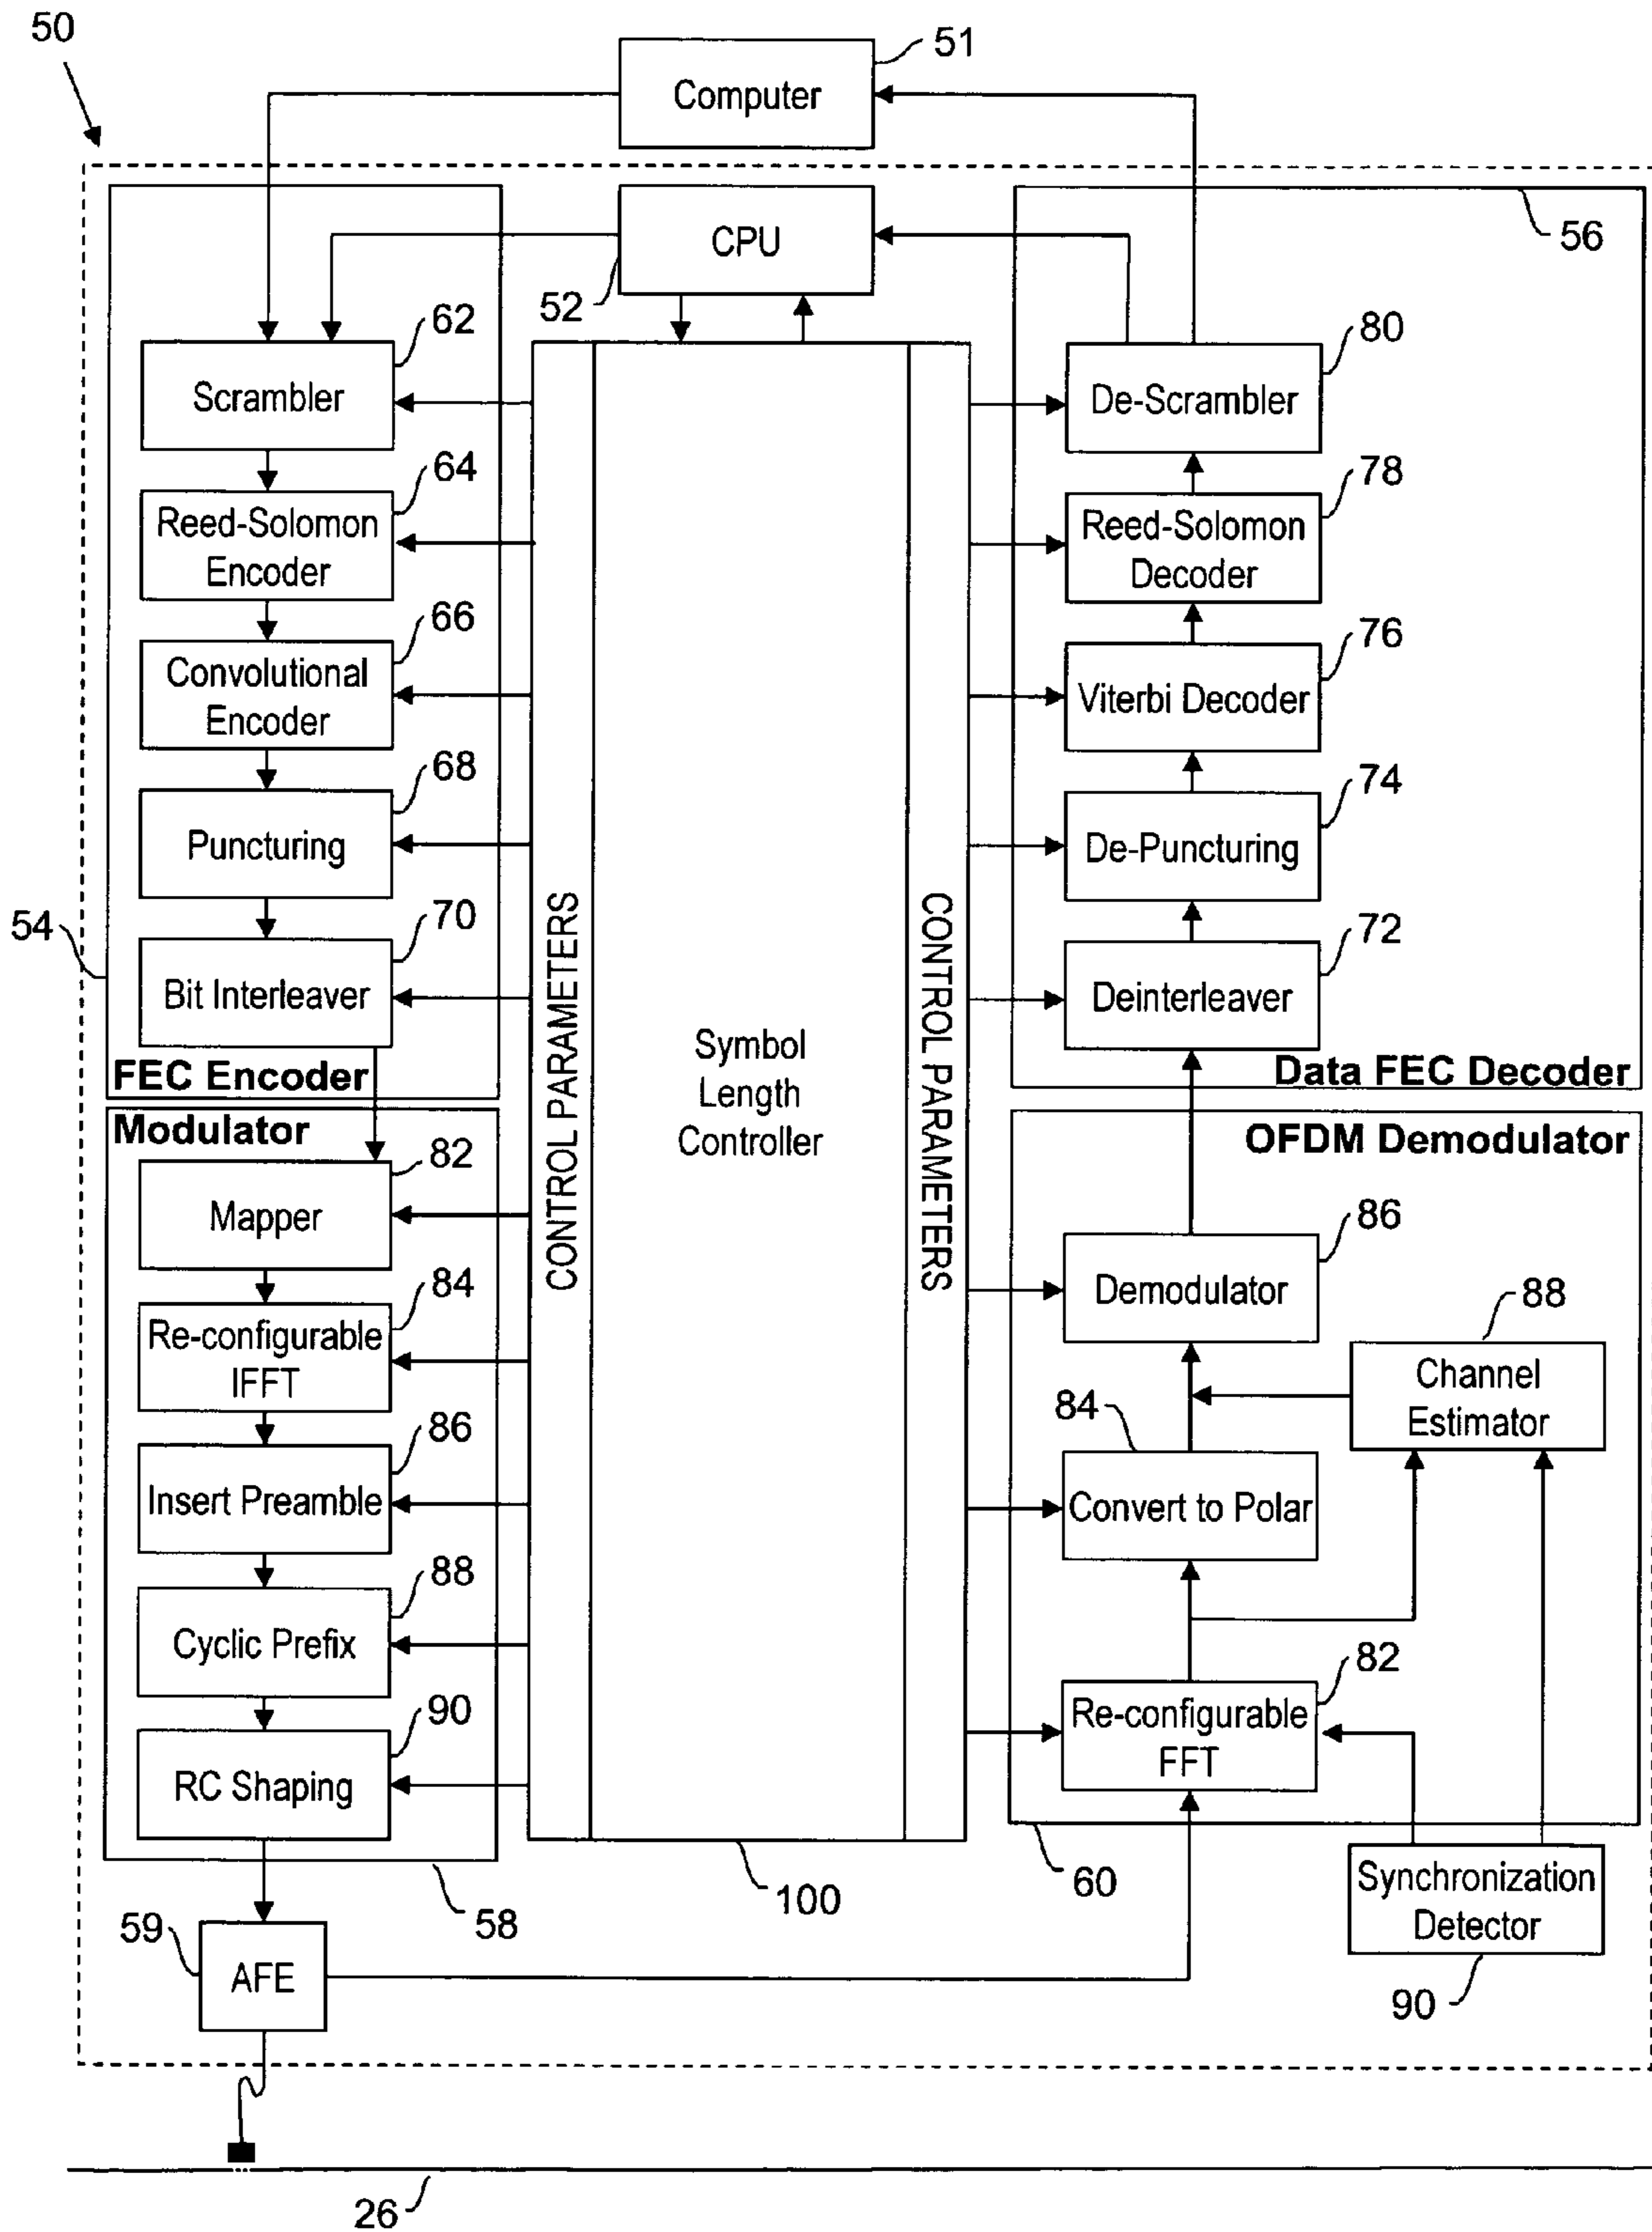 50
51
Computer
56
CPU
52
62
Scrambler
64
Reed-Solomon
Encoder
66
Convolutional
Encoder
68
Puncturing
70
Bit Interleaver
54
FEC Encoder
Modulator
82
Mapper
84
Re-configurable
IFFT
86
Insert Preamble
88
Cyclic Prefix
90
RC Shaping
58
59
AFE
CONTROL PARAMETERS
Symbol
Length
Controller
CONTROL PARAMETERS
100
80
De-Scrambler
78
Reed-Solomon
Decoder
76
Viterbi Decoder
74
De-Puncturing
72
Deinterleaver
Data FEC Decoder
OFDM Demodulator
86
Demodulator
88
Channel
Estimator
84
Convert to Polar
82
Re-configurable
FFT
60
Synchronization
Detector
90
26